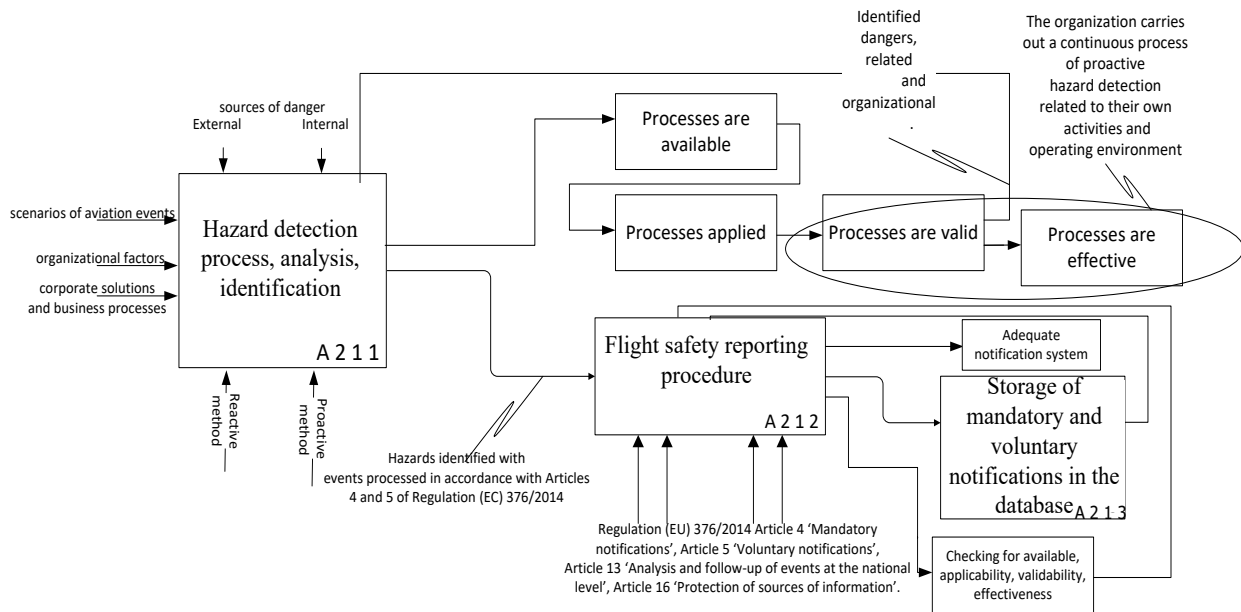 Identified
dangers,
related
and
organizational
.
The organization carries
out a continuous process
of proactive
hazard detection
related to their own
activities and
operating environment
sources of danger
External
Internal
scenarios of aviation events
organizational factors
corporate solutions
and business processes
Hazard detection
process, analysis,
identification
A 2 1 1
Reactive
method
Proactive
method
Processes are
available
Processes applied
Processes are valid
Processes are
effective
Hazards identified with
events processed in accordance with Articles
4 and 5 of Regulation (EC) 376/2014
Flight safety reporting
procedure
A 2 1 2
Adequate
notification system
Storage of
mandatory and
voluntary
notifications in the
database
A 2 1 3
Regulation (EU) 376/2014 Article 4 ‘Mandatory
notifications’, Article 5 ‘Voluntary notifications’,
Article 13 ‘Analysis and follow-up of events at the national
level’, Article 16 ‘Protection of sources of information’.
Checking for available,
applicability, validability,
effectiveness